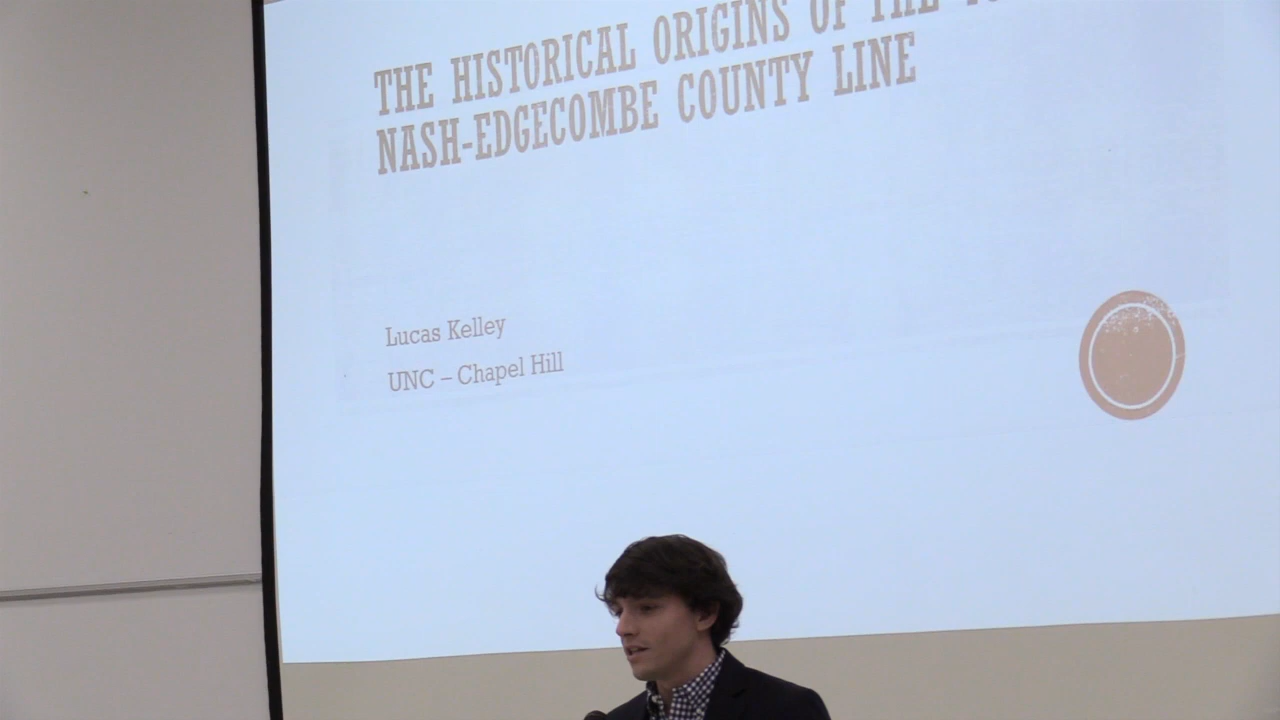 THE HISTORICAL ORIGINS OF THE
NASH-EDGECOMBE COUNTY LINE
Lucas Kelley
UNC – Chapel Hill